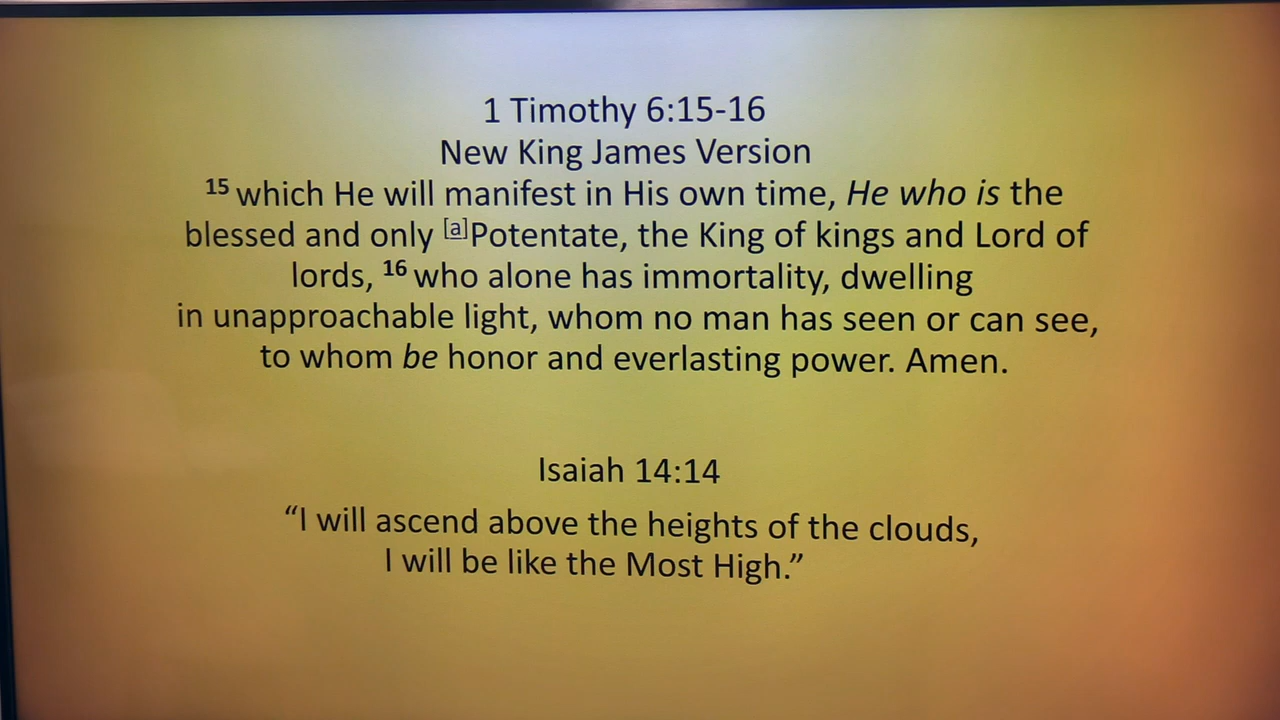 1 Timothy 6:15-16
New King James Version
15 which He will manifest in His own time, He who is the
blessed and only [a]Potentate, the King of kings and Lord of
lords, 16 who alone has immortality, dwelling
in unapproachable light, whom no man has seen or can see,
to whom be honor and everlasting power. Amen.
Isaiah 14:14
“I will ascend above the heights of the clouds,
I will be like the Most High.”